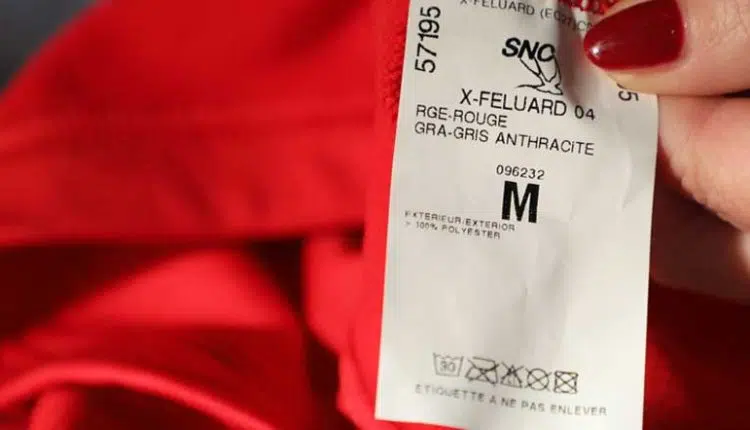 X-FELUARD
57195
SNC
X-FELUARD 04
RGE-ROUGE
GRA-GRIS ANTHRACITE
096232
M
EXTERIEUR/EXTERIOR
> 100% POLYESTER
30
ETIQUETTE A NE PAS ENLEVER